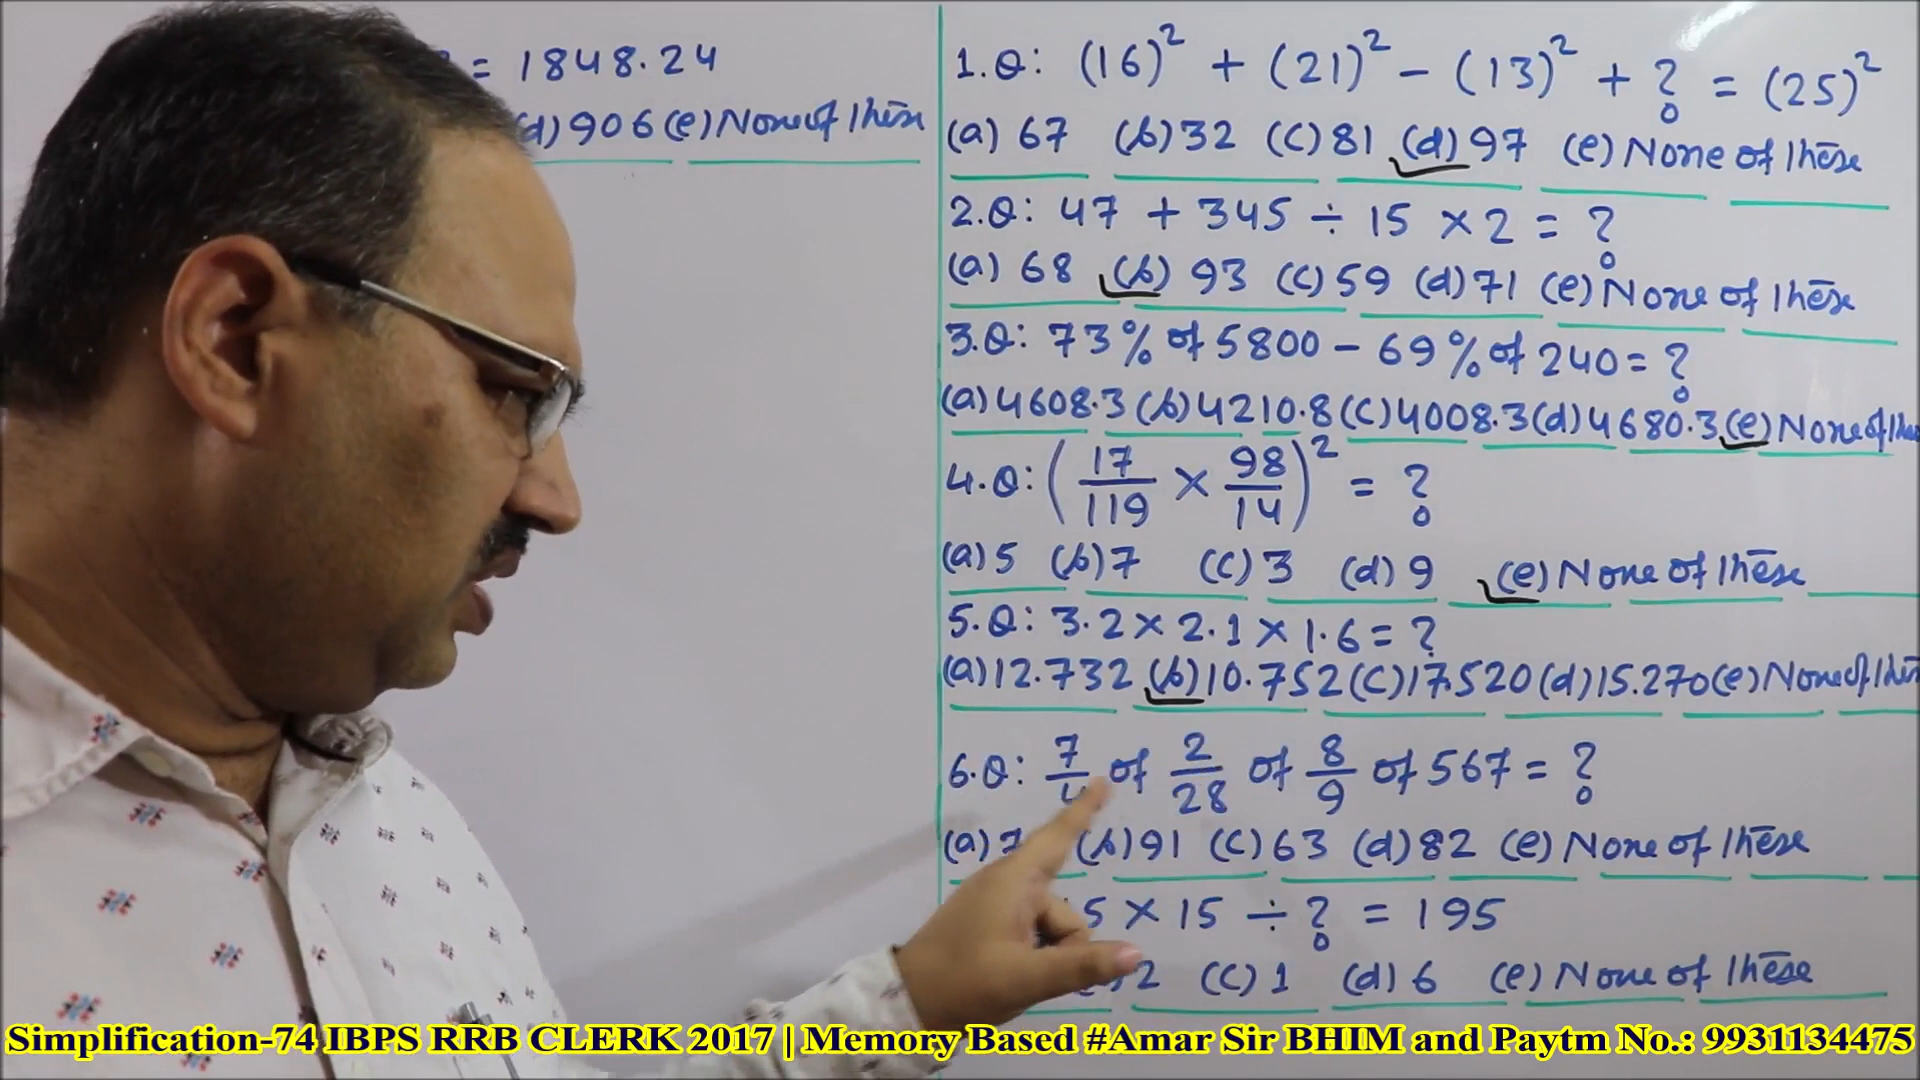 = 1848.24
(d) 906 (e) None of these
1.Q: (16)² + (21)² − (13)² + ? = (25)²
(a) 67 (b) 32 (c) 81 (d) 97 (e) None of these
2.Q: 47 + 345 ÷ 15 × 2 = ?
(a) 68 (b) 93 (c) 59 (d) 71 (e) None of these
3.Q: 73% of 5800 − 69% of 240 = ?
(a) 4608.3 (b) 4210.8 (c) 4008.3 (d) 4680.3 (e) None of these
4.Q: (17/119 × 98/14)² = ?
(a) 5 (b) 7 (c) 3 (d) 9 (e) None of these
5.Q: 3.2 × 2.1 × 1.6 = ?
(a) 12.732 (b) 10.752 (c) 17.520 (d) 15.270 (e) None of these
6.Q: 7/4 of 2/28 of 8/9 of 567 = ?
(a) (b) 91 (c) 63 (d) 82 (e) None of these
5 × 15 ÷ ? = 195
2 (c) 1 (d) 6 (e) None of these
Simplification-74 IBPS RRB CLERK 2017 | Memory Based #Amar Sir BHIM and Paytm No.: 9931134475